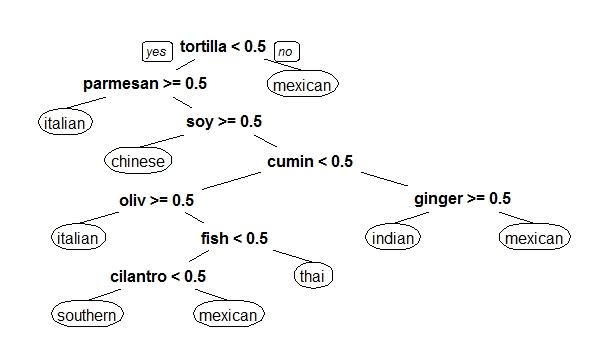 yes tortilla < 0.5 no
parmesan >= 0.5 mexican
italian soy >= 0.5
chinese cumin < 0.5
oliv >= 0.5 ginger >= 0.5
italian fish < 0.5 indian mexican
cilantro < 0.5 thai
southern mexican